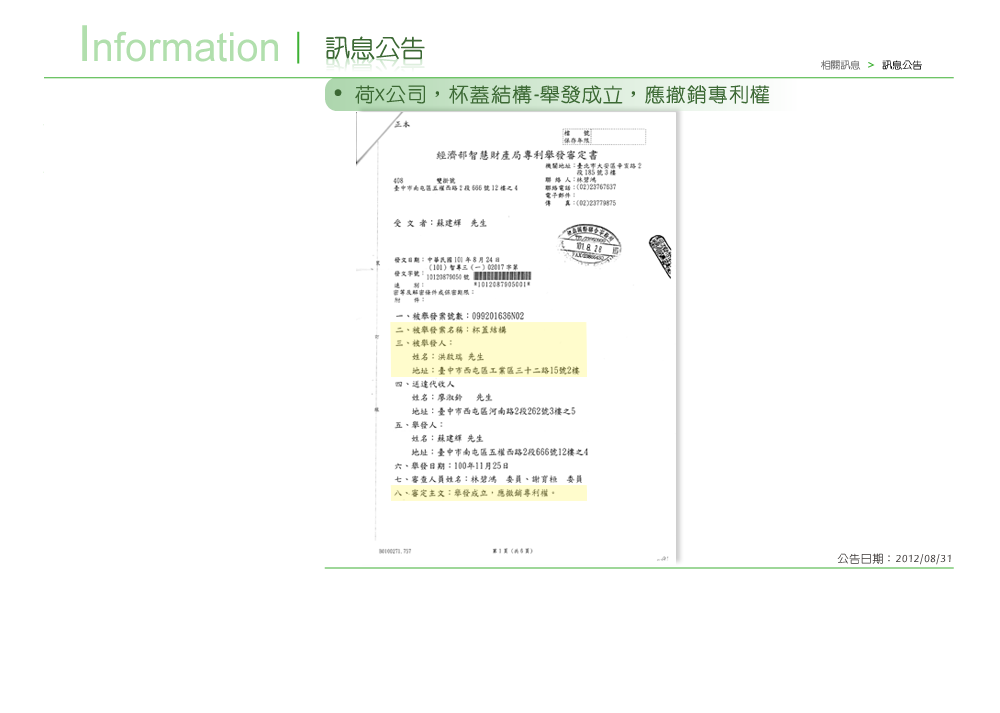 Information
訊息公告
相關訊息 > 訊息公告
• 荷X公司，杯蓋結構-舉發成立，應撤銷專利權
正本
檔 號
保存年限
經濟部智慧財產局專利舉發審定書
機關地址：臺北市大安區辛亥路2
段185號3樓
聯 絡 人：林碧鴻
聯絡電話：(02)23767637
電子郵件：
傳 真：(02)23779875
408 雙掛號
臺中市南屯區五權西路2段666號12樓之4
受 文 者：蘇建輝 先生
101. 8. 28
發文日期：中華民國101年8月24日
發文字號：(101)智專三(一)02017字第
10120879050號
*1012087905001*
速 別：
密等及解密條件或保密期限：
附 件：
一、被舉發案號數：099201636N02
二、被舉發案名稱：杯蓋結構
三、被舉發人：
姓名：洪啟瑞 先生
地址：臺中市西屯區工業區三十二路15號2樓
四、送達代收人
姓名：廖淑鈴 先生
地址：臺中市西屯區河南路2段262號3樓之5
五、舉發人：
姓名：蘇建輝 先生
地址：臺中市南屯區五權西路2段666號12樓之4
六、舉發日期：100年11月25日
七、審查人員姓名：林碧鴻 委員、謝育桓 委員
八、審定主文：舉發成立，應撤銷專利權。
S0100271.757
第1頁（共6頁）
公告日期：2012/08/31